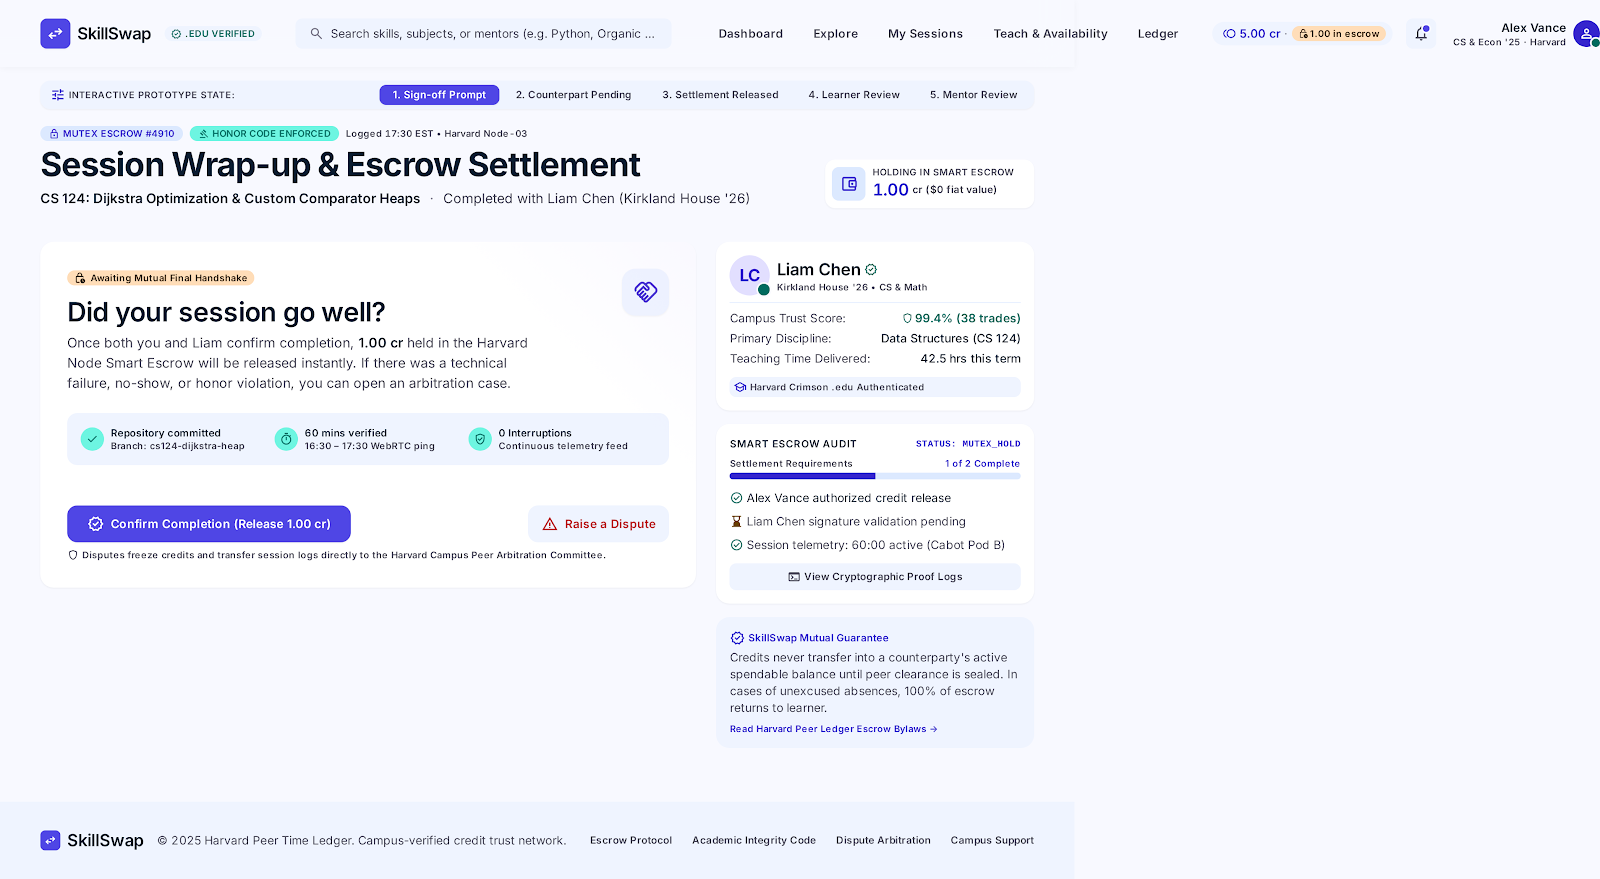 SkillSwap
.EDU VERIFIED
Search skills, subjects, or mentors (e.g. Python, Organic ...
Dashboard
Explore
My Sessions
Teach & Availability
Ledger
5.00 cr ·
1.00 in escrow
Alex Vance
CS & Econ '25 · Harvard
INTERACTIVE PROTOTYPE STATE:
1. Sign-off Prompt
2. Counterpart Pending
3. Settlement Released
4. Learner Review
5. Mentor Review
MUTEX ESCROW #4910
HONOR CODE ENFORCED
Logged 17:30 EST • Harvard Node-03
Session Wrap-up & Escrow Settlement
CS 124: Dijkstra Optimization & Custom Comparator Heaps · Completed with Liam Chen (Kirkland House '26)
HOLDING IN SMART ESCROW
1.00 cr ($0 fiat value)
Awaiting Mutual Final Handshake
Did your session go well?
Once both you and Liam confirm completion, 1.00 cr held in the Harvard
Node Smart Escrow will be released instantly. If there was a technical
failure, no-show, or honor violation, you can open an arbitration case.
Repository committed
Branch: cs124-dijkstra-heap
60 mins verified
16:30 – 17:30 WebRTC ping
0 Interruptions
Continuous telemetry feed
Confirm Completion (Release 1.00 cr)
Raise a Dispute
Disputes freeze credits and transfer session logs directly to the Harvard Campus Peer Arbitration Committee.
LC
Liam Chen
Kirkland House '26 • CS & Math
Campus Trust Score:
99.4% (38 trades)
Primary Discipline:
Data Structures (CS 124)
Teaching Time Delivered:
42.5 hrs this term
Harvard Crimson .edu Authenticated
SMART ESCROW AUDIT
STATUS: MUTEX_HOLD
Settlement Requirements
1 of 2 Complete
Alex Vance authorized credit release
Liam Chen signature validation pending
Session telemetry: 60:00 active (Cabot Pod B)
View Cryptographic Proof Logs
SkillSwap Mutual Guarantee
Credits never transfer into a counterparty's active
spendable balance until peer clearance is sealed. In
cases of unexcused absences, 100% of escrow
returns to learner.
Read Harvard Peer Ledger Escrow Bylaws →
SkillSwap
© 2025 Harvard Peer Time Ledger. Campus-verified credit trust network.
Escrow Protocol
Academic Integrity Code
Dispute Arbitration
Campus Support